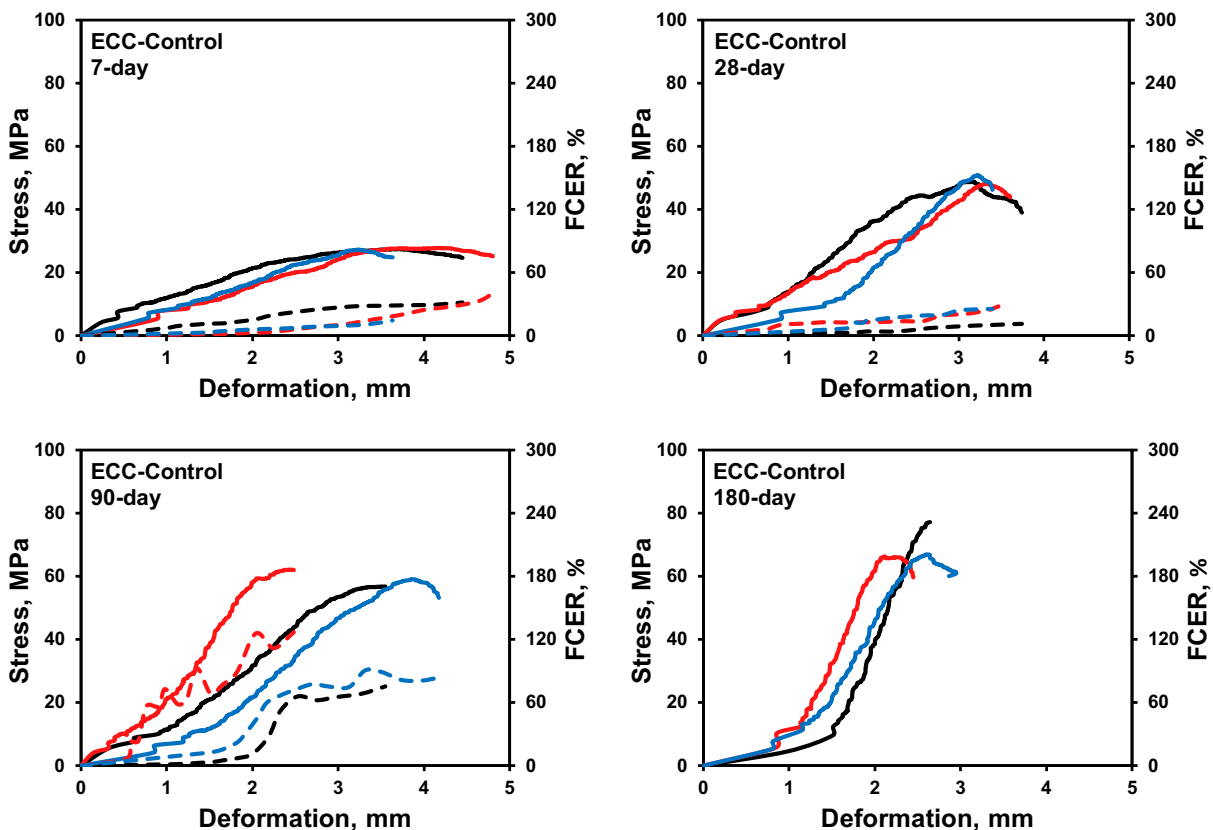 ECC-Control
7-day
100
80
60
40
20
0
Stress, MPa
300
240
180
120
60
0
FCER, %
0 1 2 3 4 5
Deformation, mm
ECC-Control
28-day
100
80
60
40
20
0
Stress, MPa
300
240
180
120
60
0
FCER, %
0 1 2 3 4 5
Deformation, mm
ECC-Control
90-day
100
80
60
40
20
0
Stress, MPa
300
240
180
120
60
0
FCER, %
0 1 2 3 4 5
Deformation, mm
ECC-Control
180-day
100
80
60
40
20
0
Stress, MPa
300
240
180
120
60
0
FCER, %
0 1 2 3 4 5
Deformation, mm